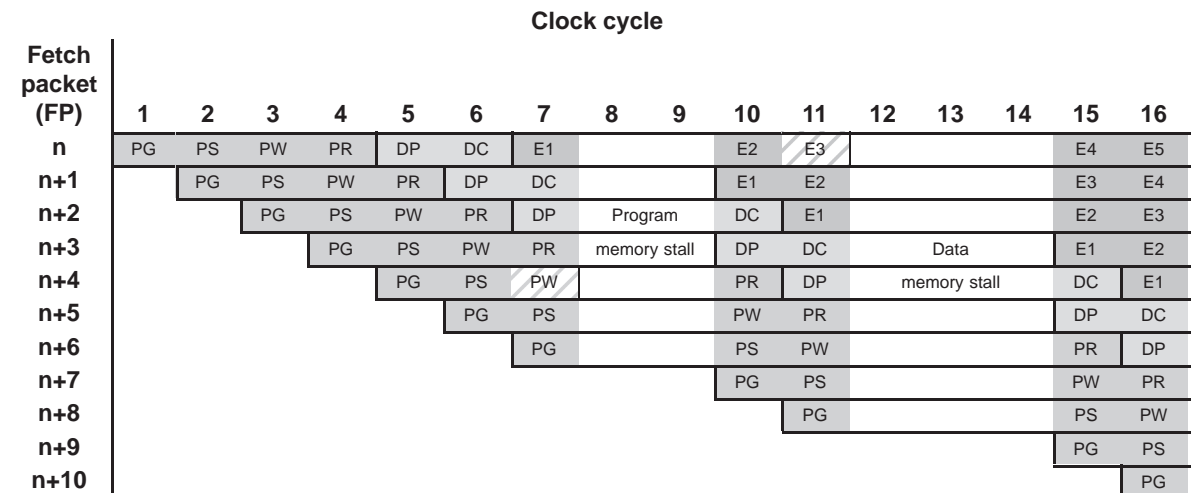 Clock cycle
Fetch
packet
(FP) 1 2 3 4 5 6 7 8 9 10 11 12 13 14 15 16
n PG PS PW PR DP DC E1 E2 E3 E4 E5
n+1 PG PS PW PR DP DC E1 E2 E3 E4
n+2 PG PS PW PR DP Program DC E1 E2 E3
n+3 PG PS PW PR memory stall DP DC Data E1 E2
n+4 PG PS PW PR DP memory stall DC E1
n+5 PG PS PW PR DP DC
n+6 PG PS PW PR DP
n+7 PG PS PW PR
n+8 PG PS PW
n+9 PG PS
n+10 PG